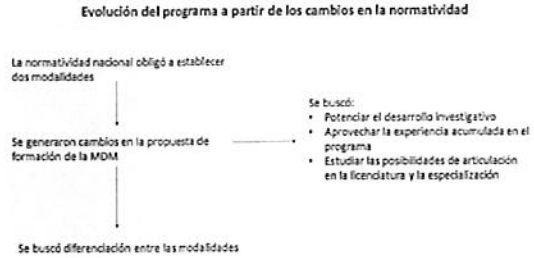 Evolución del programa a partir de los cambios en la normatividad
La normatividad nacional obligó a establecer
dos modalidades
Se generaron cambios en la propuesta de
formación de la MDM
Se buscó:
• Potenciar el desarrollo investigativo
• Aprovechar la experiencia acumulada en el
programa
• Estudiar las posibilidades de articulación
en la licenciatura y la especialización
Se buscó diferenciación entre las modalidades